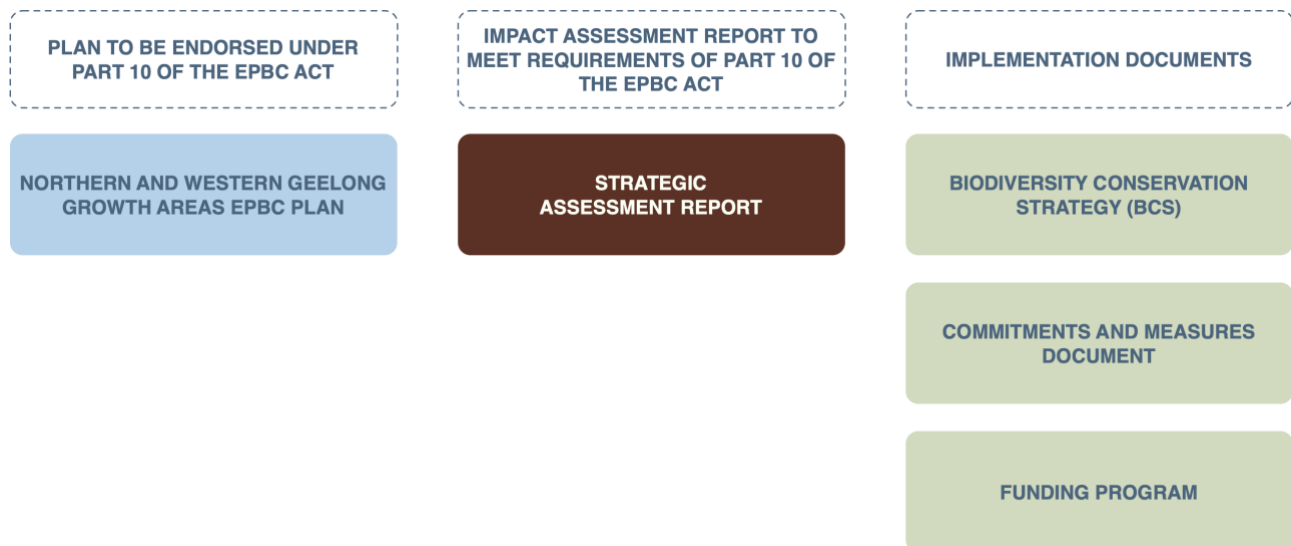 PLAN TO BE ENDORSED UNDER
PART 10 OF THE EPBC ACT
IMPACT ASSESSMENT REPORT TO
MEET REQUIREMENTS OF PART 10 OF
THE EPBC ACT
IMPLEMENTATION DOCUMENTS
NORTHERN AND WESTERN GEELONG
GROWTH AREAS EPBC PLAN
STRATEGIC
ASSESSMENT REPORT
BIODIVERSITY CONSERVATION
STRATEGY (BCS)
COMMITMENTS AND MEASURES
DOCUMENT
FUNDING PROGRAM